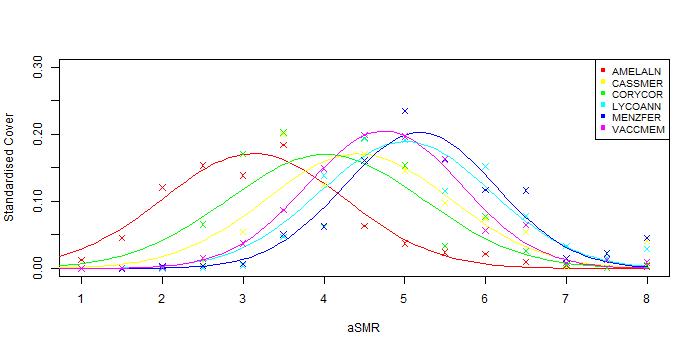 0.30
0.20
0.10
0.00
Standardised Cover
AMELALN
CASSMER
CORYCOR
LYCOANN
MENZFER
VACCMEM
1 2 3 4 5 6 7 8
aSMR